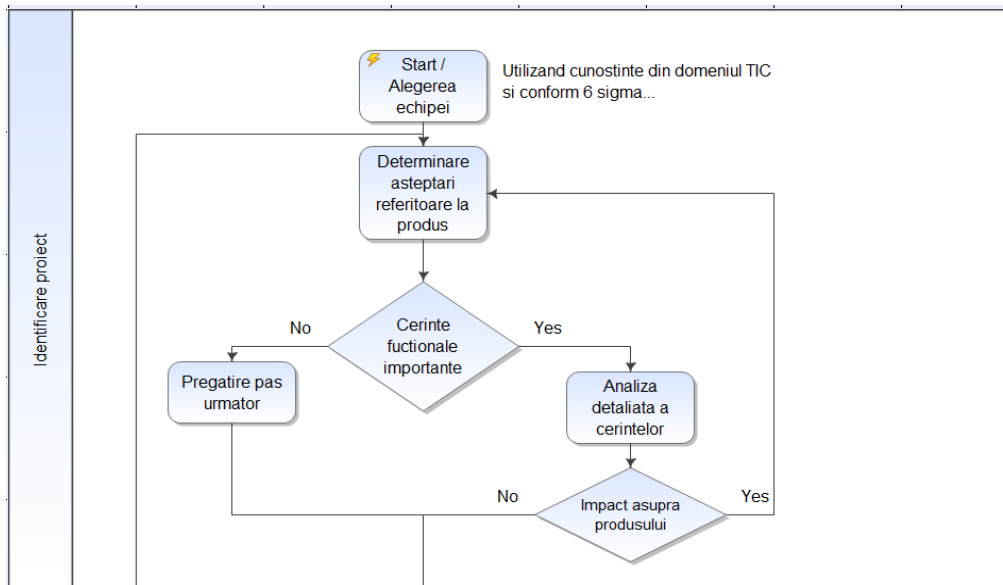 Identificare proiect
Start /
Alegerea
echipei
Utilizand cunostinte din domeniul TIC
si conform 6 sigma...
Determinare
asteptari
referitoare la
produs
Cerinte
fuctionale
importante
No
Yes
Pregatire pas
urmator
Analiza
detaliata a
cerintelor
Impact asupra
produsului
No
Yes